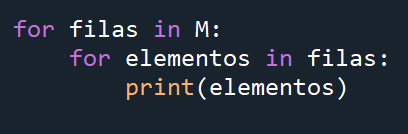 for filas in M:
    for elementos in filas:
        print(elementos)